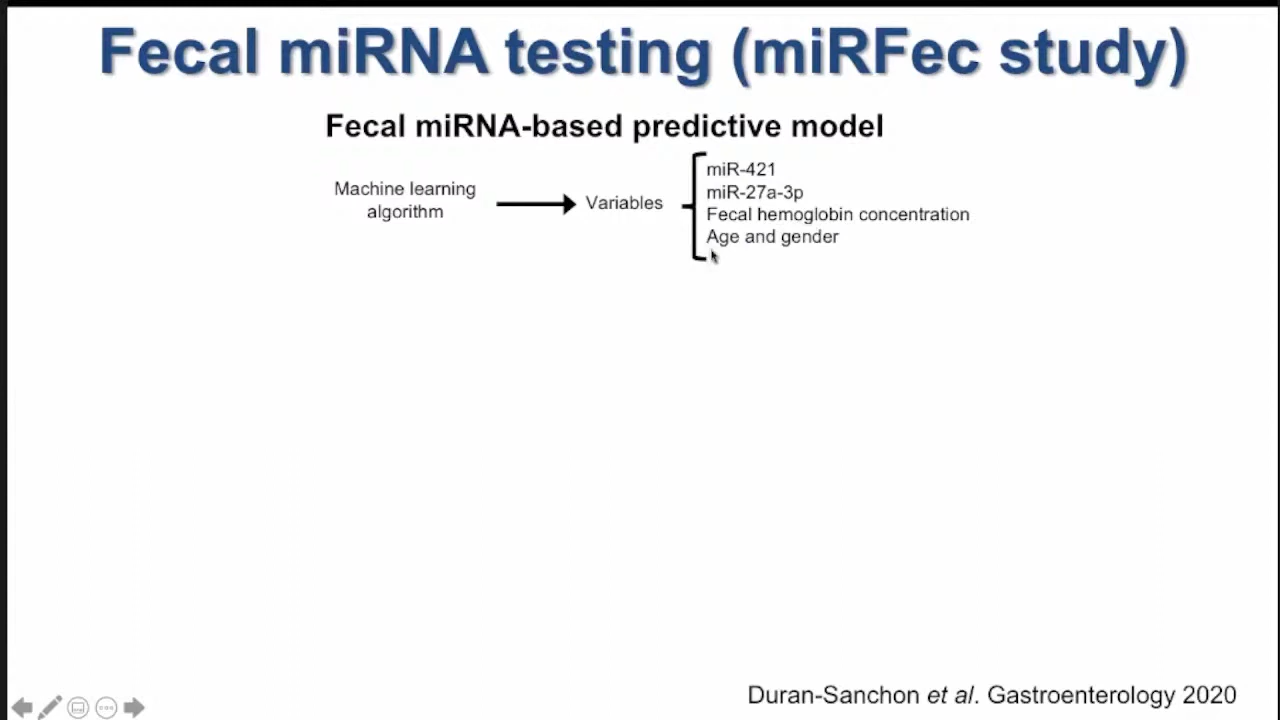 Fecal miRNA testing (miRFec study)
Fecal miRNA-based predictive model
Machine learning
algorithm
Variables
miR-421
miR-27a-3p
Fecal hemoglobin concentration
Age and gender
Duran-Sanchon et al. Gastroenterology 2020